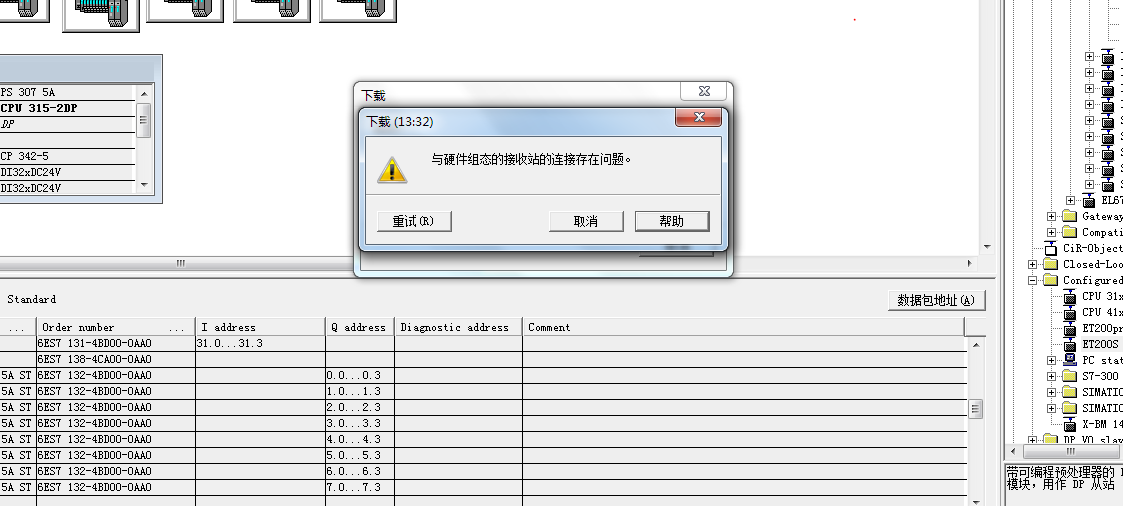 PS 307 5A
CPU 315-2DP
DP
CP 342-5
DI32xDC24V
DI32xDC24V
下载
下载 (13:32)
与硬件组态的接收站的连接存在问题。
重试(R)
取消
帮助
Standard
数据包地址(A)
... Order number ... I address Q address Diagnostic address Comment
6ES7 131-4BD00-0AA0 31.0...31.3
6ES7 138-4CA00-0AA0
5A ST 6ES7 132-4BD00-0AA0 0.0...0.3
5A ST 6ES7 132-4BD00-0AA0 1.0...1.3
5A ST 6ES7 132-4BD00-0AA0 2.0...2.3
5A ST 6ES7 132-4BD00-0AA0 3.0...3.3
5A ST 6ES7 132-4BD00-0AA0 4.0...4.3
5A ST 6ES7 132-4BD00-0AA0 5.0...5.3
5A ST 6ES7 132-4BD00-0AA0 6.0...6.3
5A ST 6ES7 132-4BD00-0AA0 7.0...7.3
EL67
Gateway
Compati
CiR-Object
Closed-Loo
Configured
CPU 31x
CPU 41x
ET200pr
ET200S
PC stat
S7-300
SIMATIC
SIMATIC
X-BM 14
DP V0 slav
带可编程预处理器的
模块，用作 DP 从站